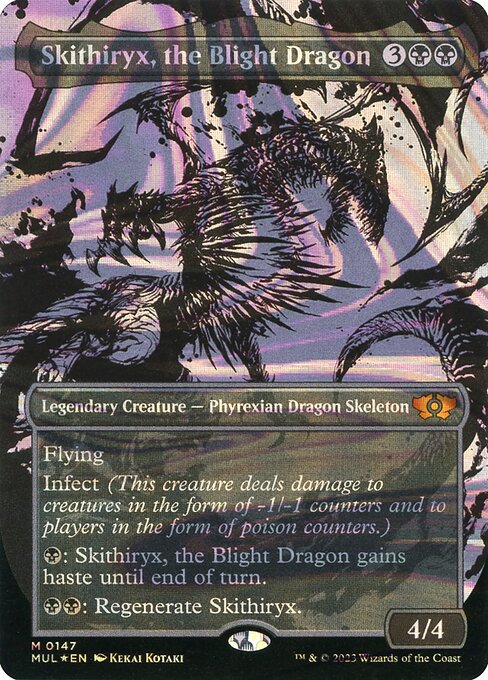 Skithiryx, the Blight Dragon 3
Legendary Creature — Phyrexian Dragon Skeleton
Flying
Infect (This creature deals damage to
creatures in the form of -1/-1 counters and to
players in the form of poison counters.)
: Skithiryx, the Blight Dragon gains
haste until end of turn.
: Regenerate Skithiryx.
4/4
M 0147
MUL★EN Kekai Kotaki
™ & © 2023 Wizards of the Coast